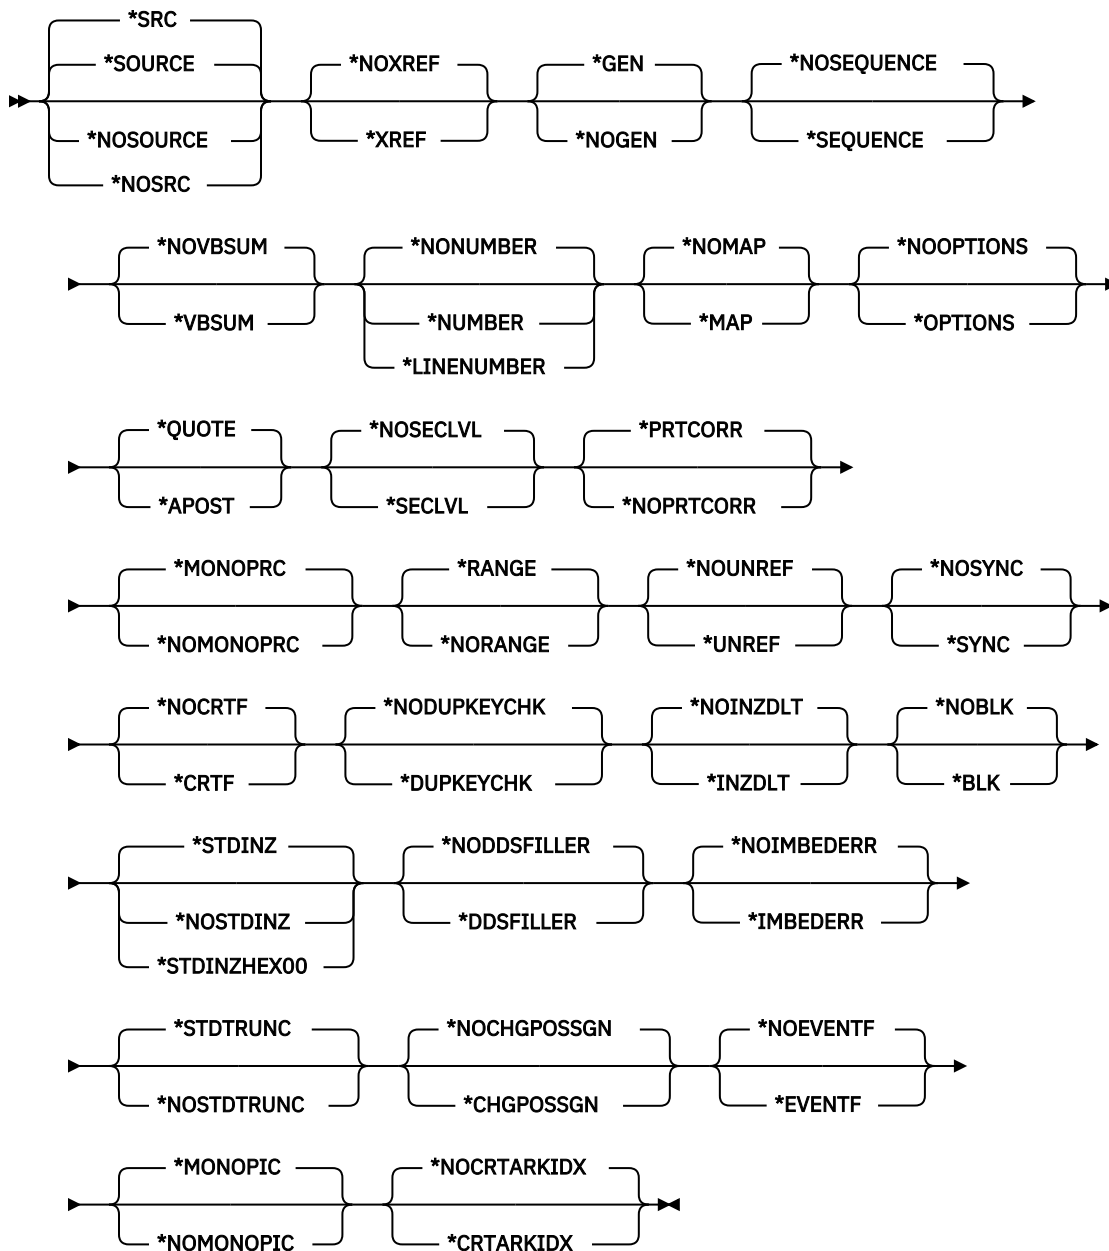 *SRC
*SOURCE *NOXREF *GEN *NOSEQUENCE
*NOSOURCE *XREF *NOGEN *SEQUENCE
*NOSRC
*NOVBSUM *NONUMBER *NOMAP *NOOPTIONS
*VBSUM *NUMBER *MAP *OPTIONS
*LINENUMBER
*QUOTE *NOSECLVL *PRTCORR
*APOST *SECLVL *NOPRTCORR
*MONOPRC *RANGE *NOUNREF *NOSYNC
*NOMONOPRC *NORANGE *UNREF *SYNC
*NOCRTF *NODUPKEYCHK *NOINZDLT *NOBLK
*CRTF *DUPKEYCHK *INZDLT *BLK
*STDINZ *NODDSFILLER *NOIMBEDERR
*NOSTDINZ *DDSFILLER *IMBEDERR
*STDINZHEX00
*STDTRUNC *NOCHGPOSSGN *NOEVENTF
*NOSTDTRUNC *CHGPOSSGN *EVENTF
*MONOPIC *NOCRTARKIDX
*NOMONOPIC *CRTARKIDX